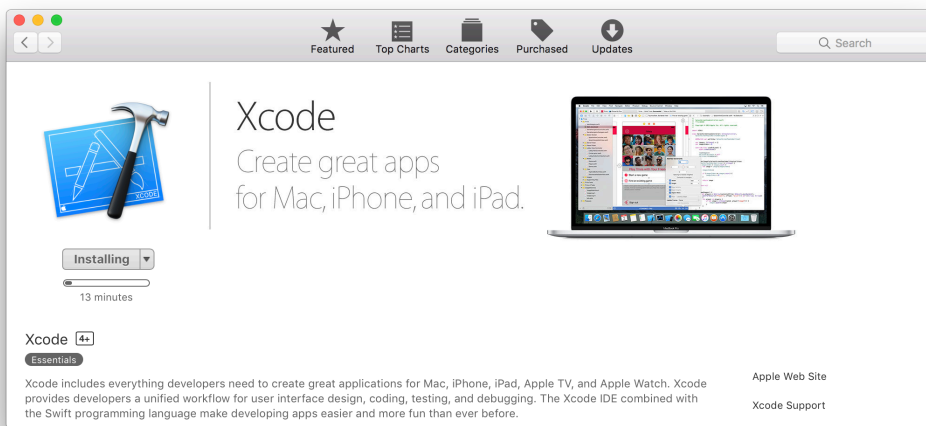 Featured
Top Charts
Categories
Purchased
Updates
Search
Xcode
Create great apps
for Mac, iPhone, and iPad.
XCODE
Installing
13 minutes
Xcode 4+
Essentials
Xcode includes everything developers need to create great applications for Mac, iPhone, iPad, Apple TV, and Apple Watch. Xcode
provides developers a unified workflow for user interface design, coding, testing, and debugging. The Xcode IDE combined with
the Swift programming language make developing apps easier and more fun than ever before.
Apple Web Site
Xcode Support